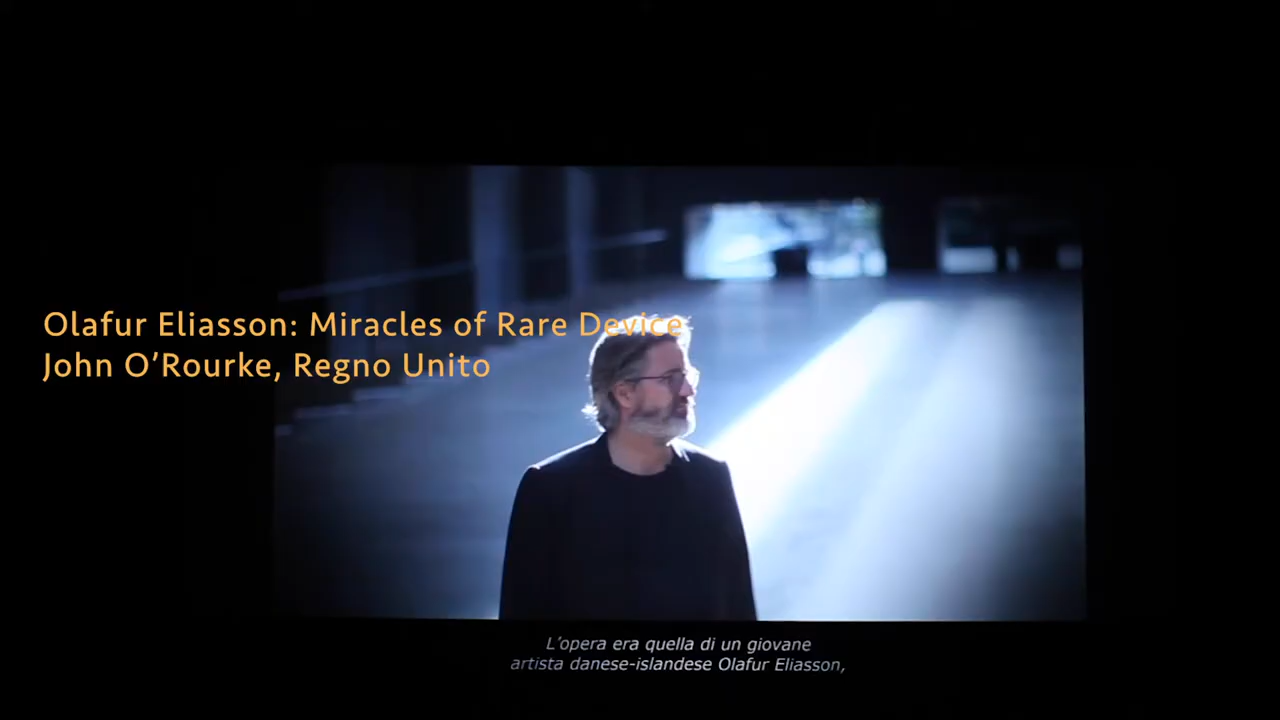 Olafur Eliasson: Miracles of Rare Device
John O’Rourke, Regno Unito
L'opera era quella di un giovane
artista danese-islandese Olafur Eliasson,